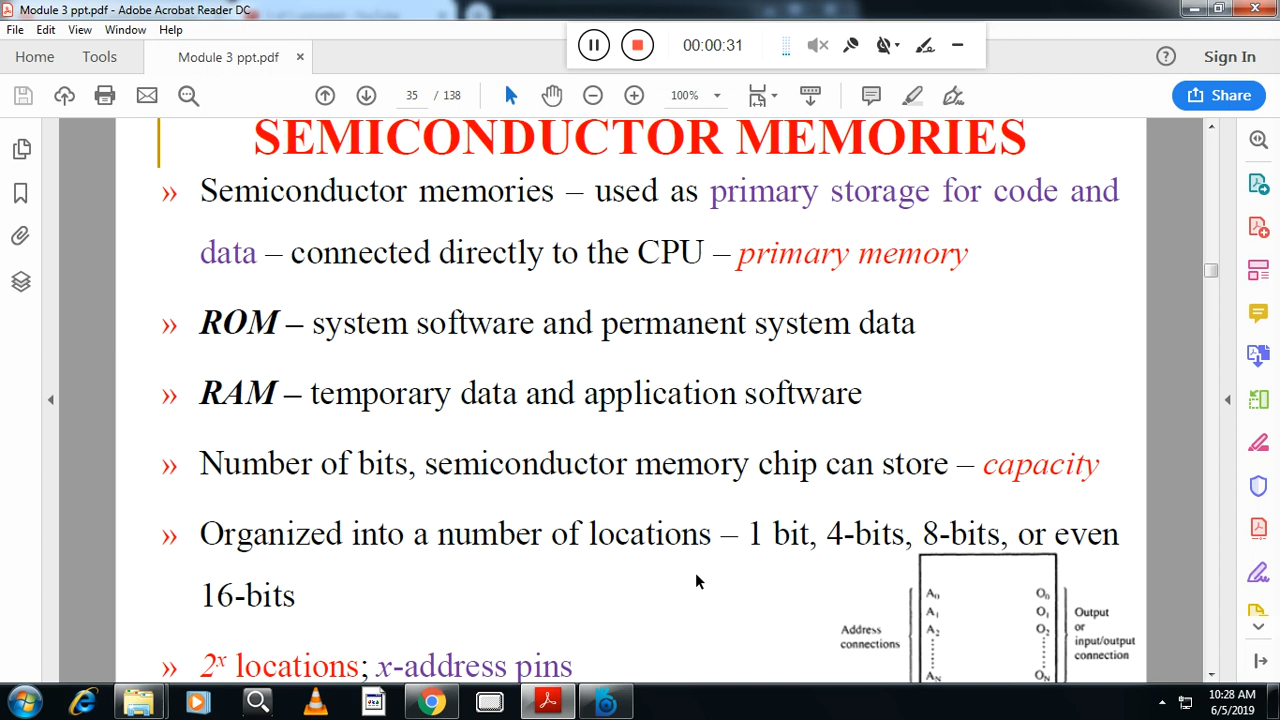 Module 3 ppt.pdf - Adobe Acrobat Reader DC
File Edit View Window Help
00:00:31
Home Tools Module 3 ppt.pdf × Sign In
35 / 138 100% Share
SEMICONDUCTOR MEMORIES
» Semiconductor memories – used as primary storage for code and
data – connected directly to the CPU – primary memory
» ROM – system software and permanent system data
» RAM – temporary data and application software
» Number of bits, semiconductor memory chip can store – capacity
» Organized into a number of locations – 1 bit, 4-bits, 8-bits, or even
16-bits
» 2ˣ locations; x-address pins
Address
connections
A₀
A₁
A₂
A_N
O₀
O₁
O₂
O_N
Output
or
input/output
connection
10:28 AM
6/5/2019